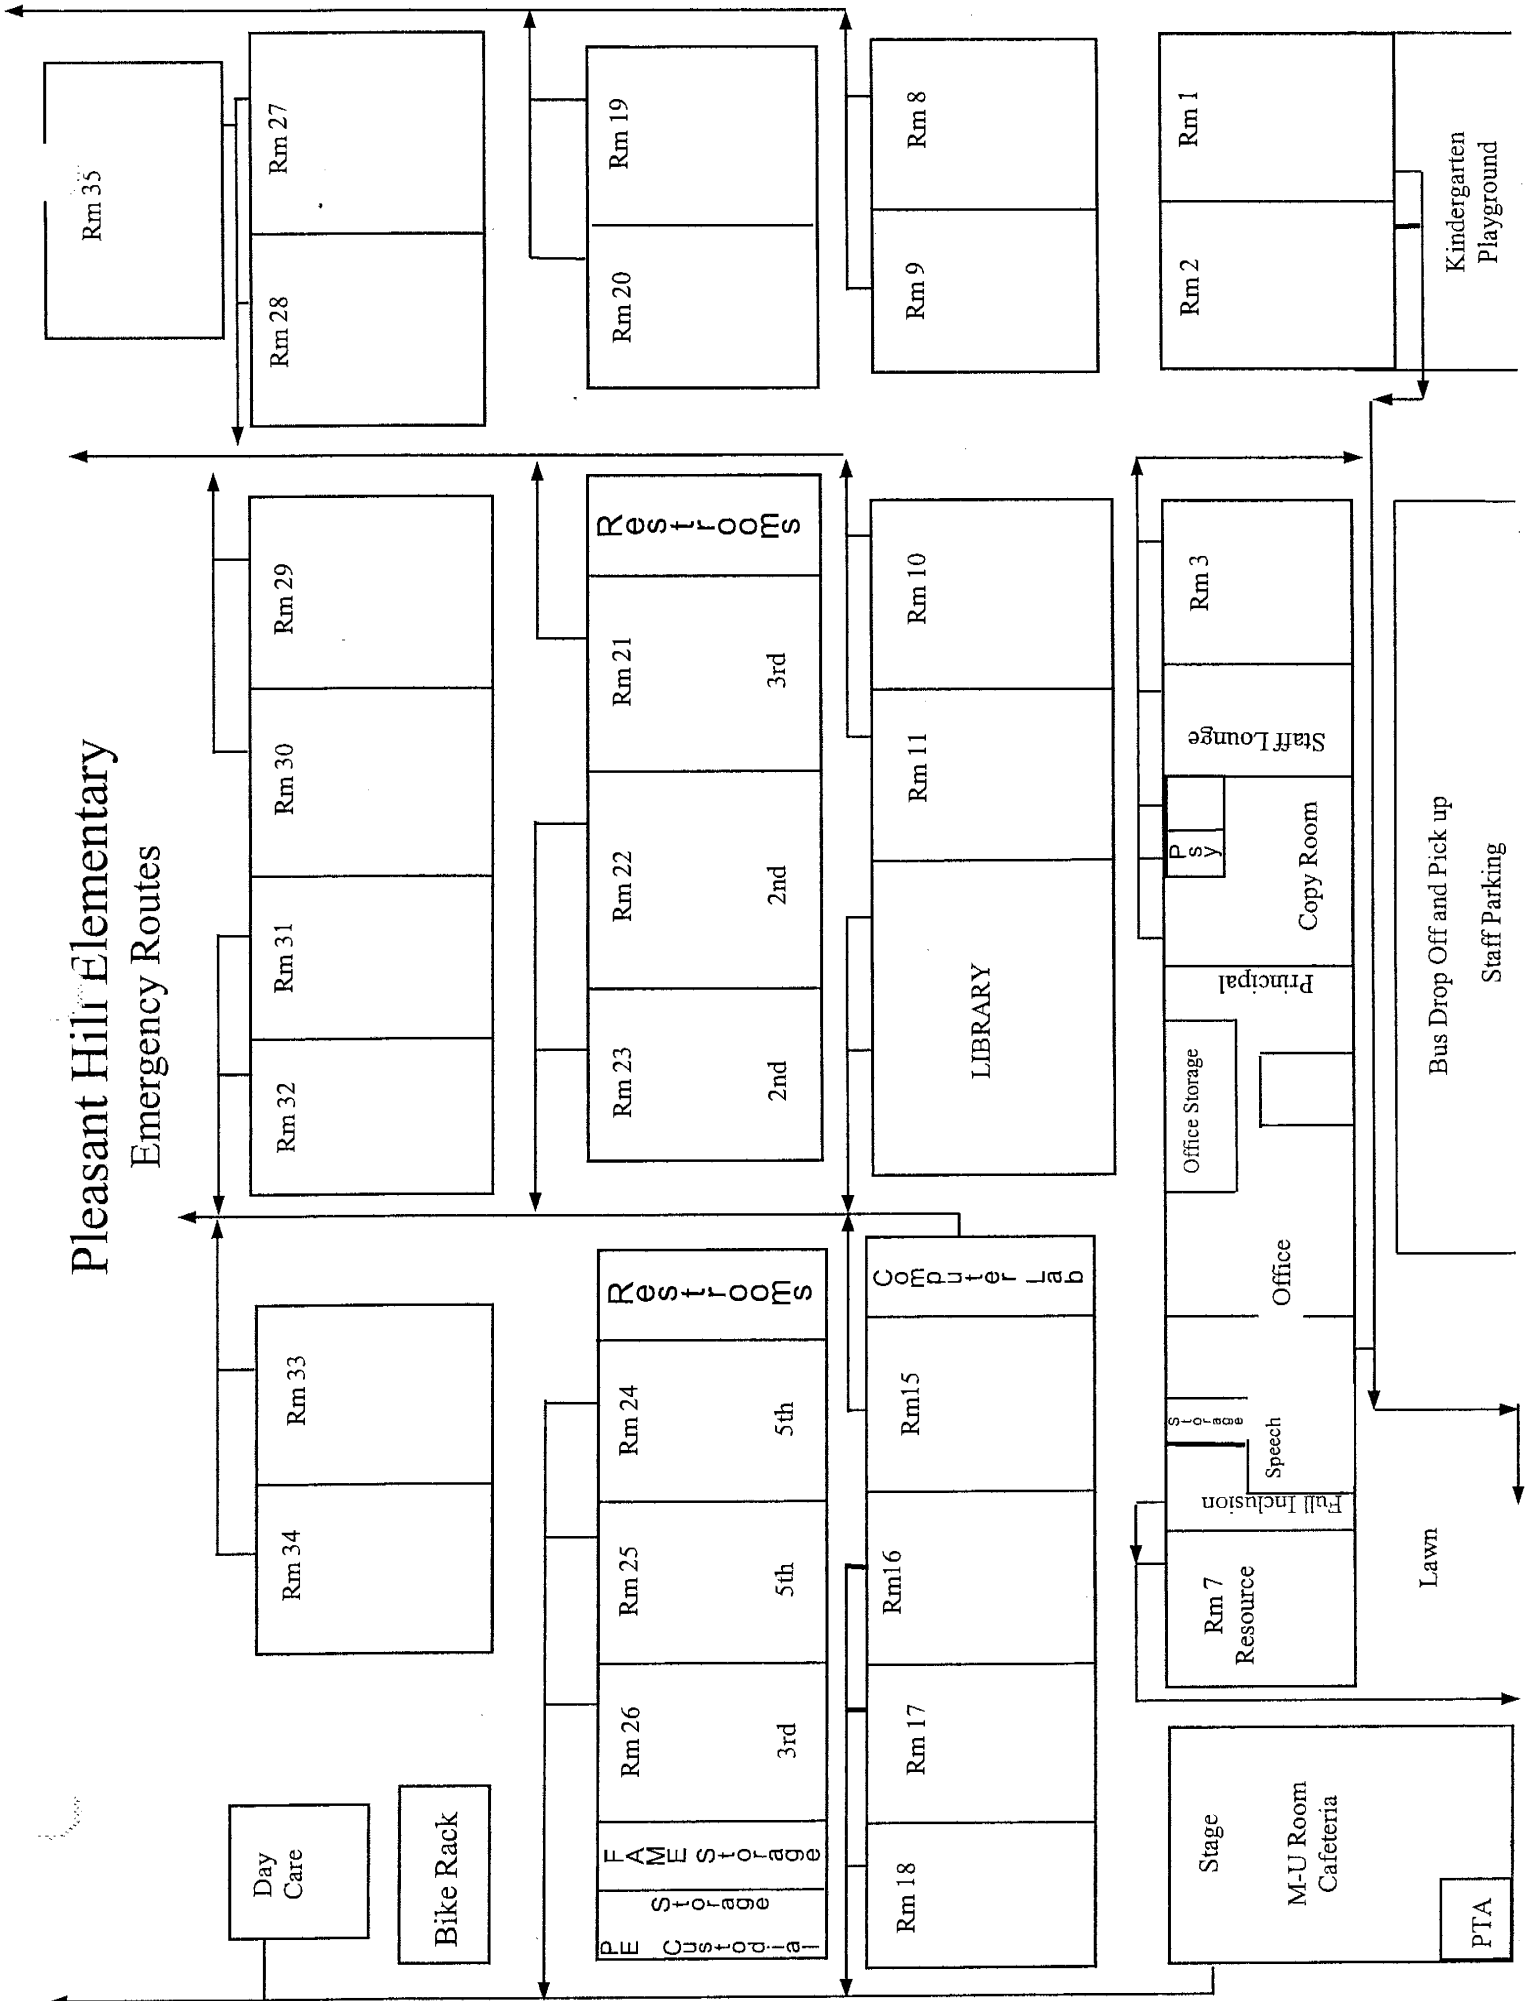 Pleasant Hill Elementary
Emergency Routes
Day
Care
Bike Rack
Rm 34
Rm 33
Rm 32
Rm 31
Rm 30
Rm 29
Rm 28
Rm 27
Rm 35
PE Custodial
Storage
FAME Storage
Rm 26
3rd
Rm 25
5th
Rm 24
5th
Restrooms
Rm 23
2nd
Rm 22
2nd
Rm 21
3rd
Restrooms
Rm 20
Rm 19
Rm 18
Rm 17
Rm16
Rm15
Computer Lab
LIBRARY
Rm 11
Rm 10
Rm 9
Rm 8
Stage
M-U Room
Cafeteria
PTA
Rm 7
Resource
Full Inclusion
Speech
Storage
Office
Office Storage
Principal
Psy
Copy Room
Staff Lounge
Rm 3
Rm 2
Rm 1
Lawn
Bus Drop Off and Pick up
Staff Parking
Kindergarten
Playground